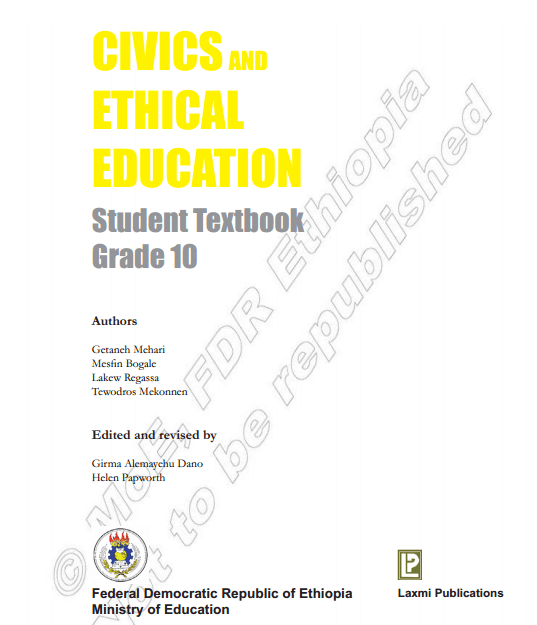 CIVICS AND
ETHICAL
EDUCATION
Student Textbook
Grade 10
Authors
Getaneh Mehari
Mesfin Bogale
Lakew Regassa
Tewodros Mekonnen
Edited and revised by
Girma Alemayehu Dano
Helen Papworth
© MoE, FDR Ethiopia
Not to be republished
Federal Democratic Republic of Ethiopia
Ministry of Education
LP
Laxmi Publications